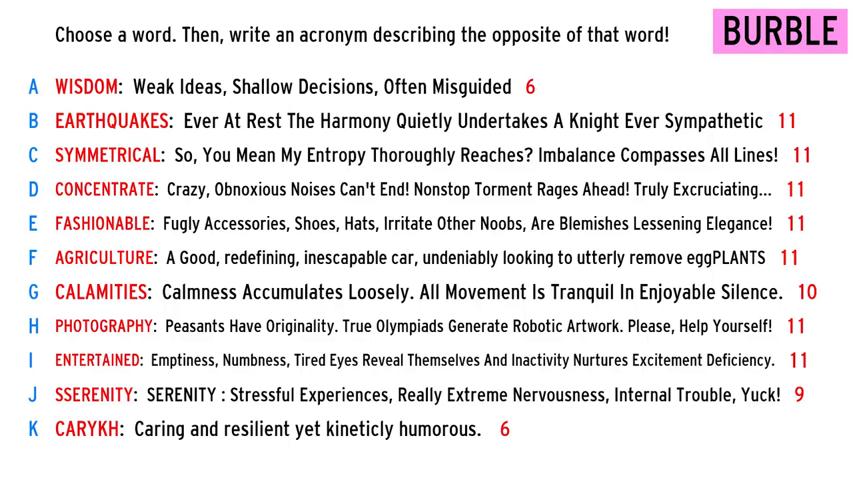 Choose a word. Then, write an acronym describing the opposite of that word!
BURBLE
A WISDOM: Weak Ideas, Shallow Decisions, Often Misguided 6
B EARTHQUAKES: Ever At Rest The Harmony Quietly Undertakes A Knight Ever Sympathetic 11
C SYMMETRICAL: So, You Mean My Entropy Thoroughly Reaches? Imbalance Compasses All Lines! 11
D CONCENTRATE: Crazy, Obnoxious Noises Can't End! Nonstop Torment Rages Ahead! Truly Excruciating... 11
E FASHIONABLE: Fugly Accessories, Shoes, Hats, Irritate Other Noobs, Are Blemishes Lessening Elegance! 11
F AGRICULTURE: A Good, redefining, inescapable car, undeniably looking to utterly remove eggPLANTS 11
G CALAMITIES: Calmness Accumulates Loosely. All Movement Is Tranquil In Enjoyable Silence. 10
H PHOTOGRAPHY: Peasants Have Originality. True Olympiads Generate Robotic Artwork. Please, Help Yourself! 11
I ENTERTAINED: Emptiness, Numbness, Tired Eyes Reveal Themselves And Inactivity Nurtures Excitement Deficiency. 11
J SSERENITY: SERENITY : Stressful Experiences, Really Extreme Nervousness, Internal Trouble, Yuck! 9
K CARYKH: Caring and resilient yet kineticly humorous. 6